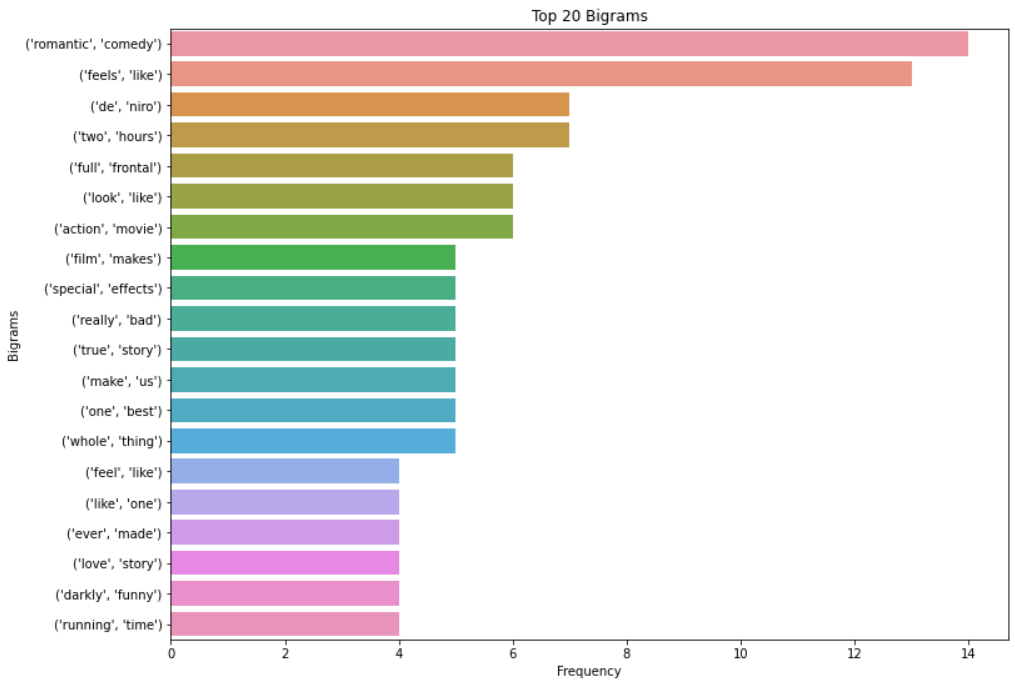 Top 20 Bigrams
('romantic', 'comedy')
('feels', 'like')
('de', 'niro')
('two', 'hours')
('full', 'frontal')
('look', 'like')
('action', 'movie')
('film', 'makes')
('special', 'effects')
('really', 'bad')
('true', 'story')
('make', 'us')
('one', 'best')
('whole', 'thing')
('feel', 'like')
('like', 'one')
('ever', 'made')
('love', 'story')
('darkly', 'funny')
('running', 'time')
Bigrams
0 2 4 6 8 10 12 14
Frequency